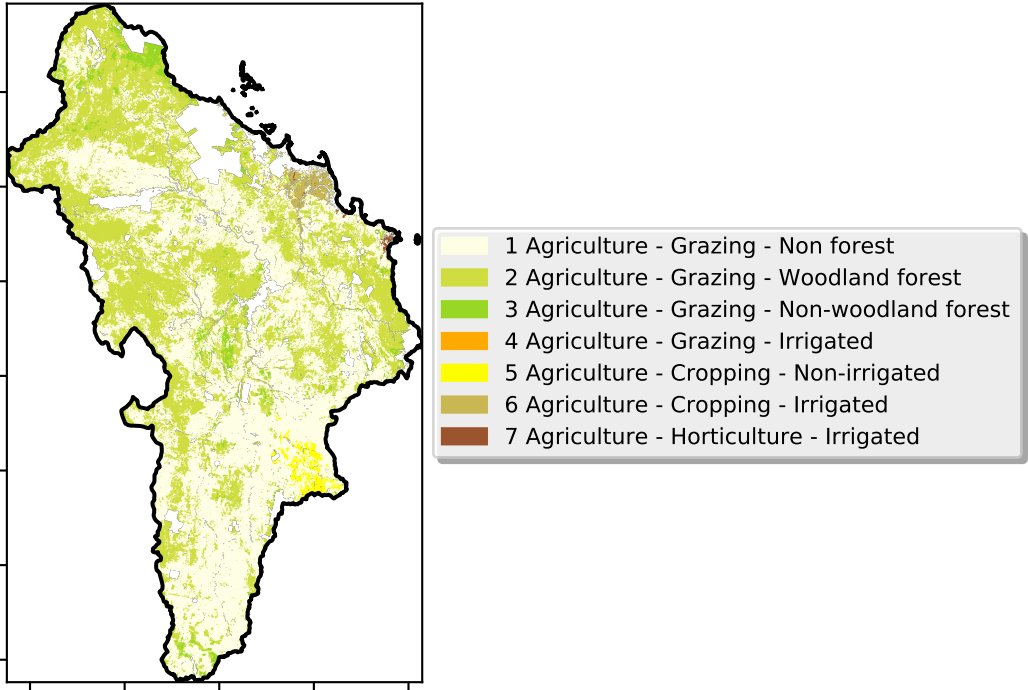 1 Agriculture - Grazing - Non forest
2 Agriculture - Grazing - Woodland forest
3 Agriculture - Grazing - Non-woodland forest
4 Agriculture - Grazing - Irrigated
5 Agriculture - Cropping - Non-irrigated
6 Agriculture - Cropping - Irrigated
7 Agriculture - Horticulture - Irrigated